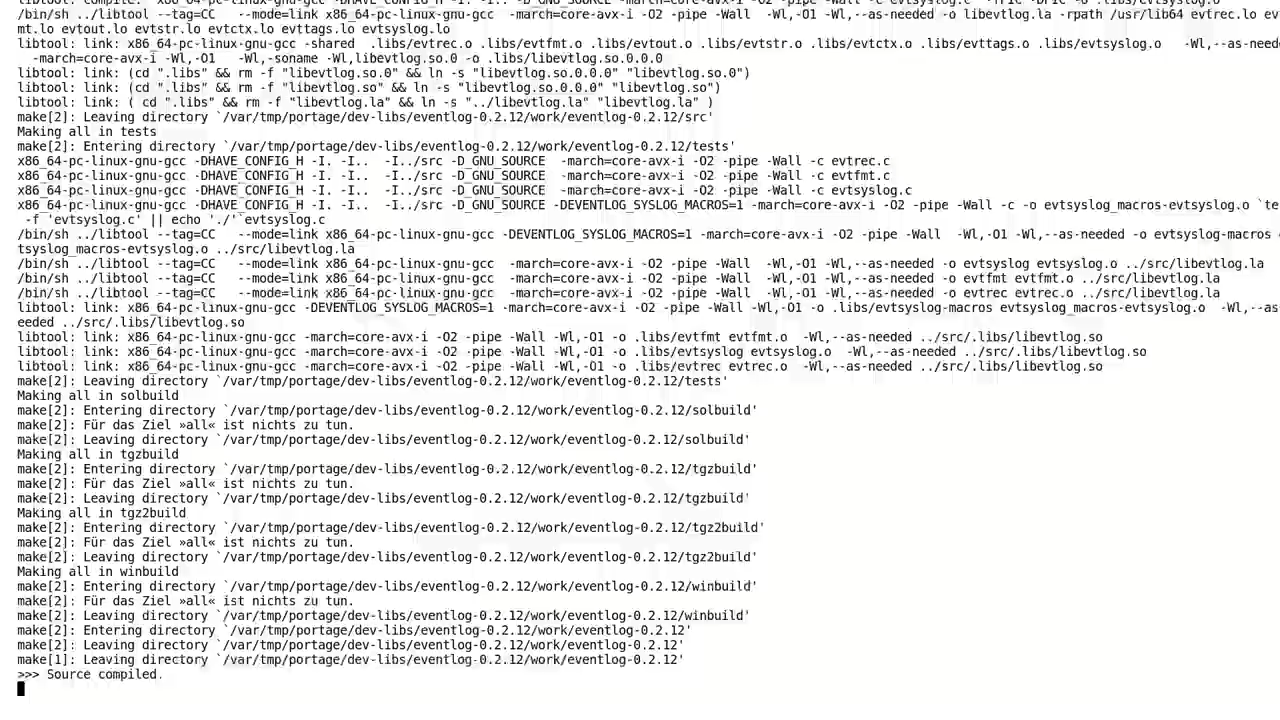 libtool: compile:  x86_64-pc-linux-gnu-gcc -DHAVE_CONFIG_H -I. -I.. -D_GNU_SOURCE -march=core-avx-i -O2 -pipe -Wall -c evtsyslog.c  -fPIC -DPIC -o .libs/evtsyslog.o
/bin/sh ../libtool --tag=CC   --mode=link x86_64-pc-linux-gnu-gcc  -march=core-avx-i -O2 -pipe -Wall  -Wl,-O1 -Wl,--as-needed -o libevtlog.la -rpath /usr/lib64 evtrec.lo ev
mt.lo evtout.lo evtstr.lo evtctx.lo evttags.lo evtsyslog.lo
libtool: link: x86_64-pc-linux-gnu-gcc -shared  .libs/evtrec.o .libs/evtfmt.o .libs/evtout.o .libs/evtstr.o .libs/evtctx.o .libs/evttags.o .libs/evtsyslog.o   -Wl,--as-neede
  -march=core-avx-i -Wl,-O1   -Wl,-soname -Wl,libevtlog.so.0 -o .libs/libevtlog.so.0.0.0
libtool: link: (cd ".libs" && rm -f "libevtlog.so.0" && ln -s "libevtlog.so.0.0.0" "libevtlog.so.0")
libtool: link: (cd ".libs" && rm -f "libevtlog.so" && ln -s "libevtlog.so.0.0.0" "libevtlog.so")
libtool: link: ( cd ".libs" && rm -f "libevtlog.la" && ln -s "../libevtlog.la" "libevtlog.la" )
make[2]: Leaving directory `/var/tmp/portage/dev-libs/eventlog-0.2.12/work/eventlog-0.2.12/src'
Making all in tests
make[2]: Entering directory `/var/tmp/portage/dev-libs/eventlog-0.2.12/work/eventlog-0.2.12/tests'
x86_64-pc-linux-gnu-gcc -DHAVE_CONFIG_H -I. -I..  -I../src -D_GNU_SOURCE  -march=core-avx-i -O2 -pipe -Wall -c evtrec.c
x86_64-pc-linux-gnu-gcc -DHAVE_CONFIG_H -I. -I..  -I../src -D_GNU_SOURCE  -march=core-avx-i -O2 -pipe -Wall -c evtfmt.c
x86_64-pc-linux-gnu-gcc -DHAVE_CONFIG_H -I. -I..  -I../src -D_GNU_SOURCE  -march=core-avx-i -O2 -pipe -Wall -c evtsyslog.c
x86_64-pc-linux-gnu-gcc -DHAVE_CONFIG_H -I. -I..  -I../src -D_GNU_SOURCE -DEVENTLOG_SYSLOG_MACROS=1 -march=core-avx-i -O2 -pipe -Wall -c -o evtsyslog_macros-evtsyslog.o `te
 -f 'evtsyslog.c' || echo './'`evtsyslog.c
/bin/sh ../libtool --tag=CC   --mode=link x86_64-pc-linux-gnu-gcc -DEVENTLOG_SYSLOG_MACROS=1 -march=core-avx-i -O2 -pipe -Wall  -Wl,-O1 -Wl,--as-needed -o evtsyslog-macros
tsyslog_macros-evtsyslog.o ../src/libevtlog.la
/bin/sh ../libtool --tag=CC   --mode=link x86_64-pc-linux-gnu-gcc  -march=core-avx-i -O2 -pipe -Wall  -Wl,-O1 -Wl,--as-needed -o evtsyslog evtsyslog.o ../src/libevtlog.la
/bin/sh ../libtool --tag=CC   --mode=link x86_64-pc-linux-gnu-gcc  -march=core-avx-i -O2 -pipe -Wall  -Wl,-O1 -Wl,--as-needed -o evtfmt evtfmt.o ../src/libevtlog.la
/bin/sh ../libtool --tag=CC   --mode=link x86_64-pc-linux-gnu-gcc  -march=core-avx-i -O2 -pipe -Wall  -Wl,-O1 -Wl,--as-needed -o evtrec evtrec.o ../src/libevtlog.la
libtool: link: x86_64-pc-linux-gnu-gcc -DEVENTLOG_SYSLOG_MACROS=1 -march=core-avx-i -O2 -pipe -Wall -Wl,-O1 -o .libs/evtsyslog-macros evtsyslog_macros-evtsyslog.o  -Wl,--as
eeded ../src/.libs/libevtlog.so
libtool: link: x86_64-pc-linux-gnu-gcc -march=core-avx-i -O2 -pipe -Wall -Wl,-O1 -o .libs/evtfmt evtfmt.o  -Wl,--as-needed ../src/.libs/libevtlog.so
libtool: link: x86_64-pc-linux-gnu-gcc -march=core-avx-i -O2 -pipe -Wall -Wl,-O1 -o .libs/evtsyslog evtsyslog.o  -Wl,--as-needed ../src/.libs/libevtlog.so
libtool: link: x86_64-pc-linux-gnu-gcc -march=core-avx-i -O2 -pipe -Wall -Wl,-O1 -o .libs/evtrec evtrec.o  -Wl,--as-needed ../src/.libs/libevtlog.so
make[2]: Leaving directory `/var/tmp/portage/dev-libs/eventlog-0.2.12/work/eventlog-0.2.12/tests'
Making all in solbuild
make[2]: Entering directory `/var/tmp/portage/dev-libs/eventlog-0.2.12/work/eventlog-0.2.12/solbuild'
make[2]: Für das Ziel »all« ist nichts zu tun.
make[2]: Leaving directory `/var/tmp/portage/dev-libs/eventlog-0.2.12/work/eventlog-0.2.12/solbuild'
Making all in tgzbuild
make[2]: Entering directory `/var/tmp/portage/dev-libs/eventlog-0.2.12/work/eventlog-0.2.12/tgzbuild'
make[2]: Für das Ziel »all« ist nichts zu tun.
make[2]: Leaving directory `/var/tmp/portage/dev-libs/eventlog-0.2.12/work/eventlog-0.2.12/tgzbuild'
Making all in tgz2build
make[2]: Entering directory `/var/tmp/portage/dev-libs/eventlog-0.2.12/work/eventlog-0.2.12/tgz2build'
make[2]: Für das Ziel »all« ist nichts zu tun.
make[2]: Leaving directory `/var/tmp/portage/dev-libs/eventlog-0.2.12/work/eventlog-0.2.12/tgz2build'
Making all in winbuild
make[2]: Entering directory `/var/tmp/portage/dev-libs/eventlog-0.2.12/work/eventlog-0.2.12/winbuild'
make[2]: Für das Ziel »all« ist nichts zu tun.
make[2]: Leaving directory `/var/tmp/portage/dev-libs/eventlog-0.2.12/work/eventlog-0.2.12/winbuild'
make[2]: Entering directory `/var/tmp/portage/dev-libs/eventlog-0.2.12/work/eventlog-0.2.12'
make[2]: Leaving directory `/var/tmp/portage/dev-libs/eventlog-0.2.12/work/eventlog-0.2.12'
make[1]: Leaving directory `/var/tmp/portage/dev-libs/eventlog-0.2.12/work/eventlog-0.2.12'
>>> Source compiled.